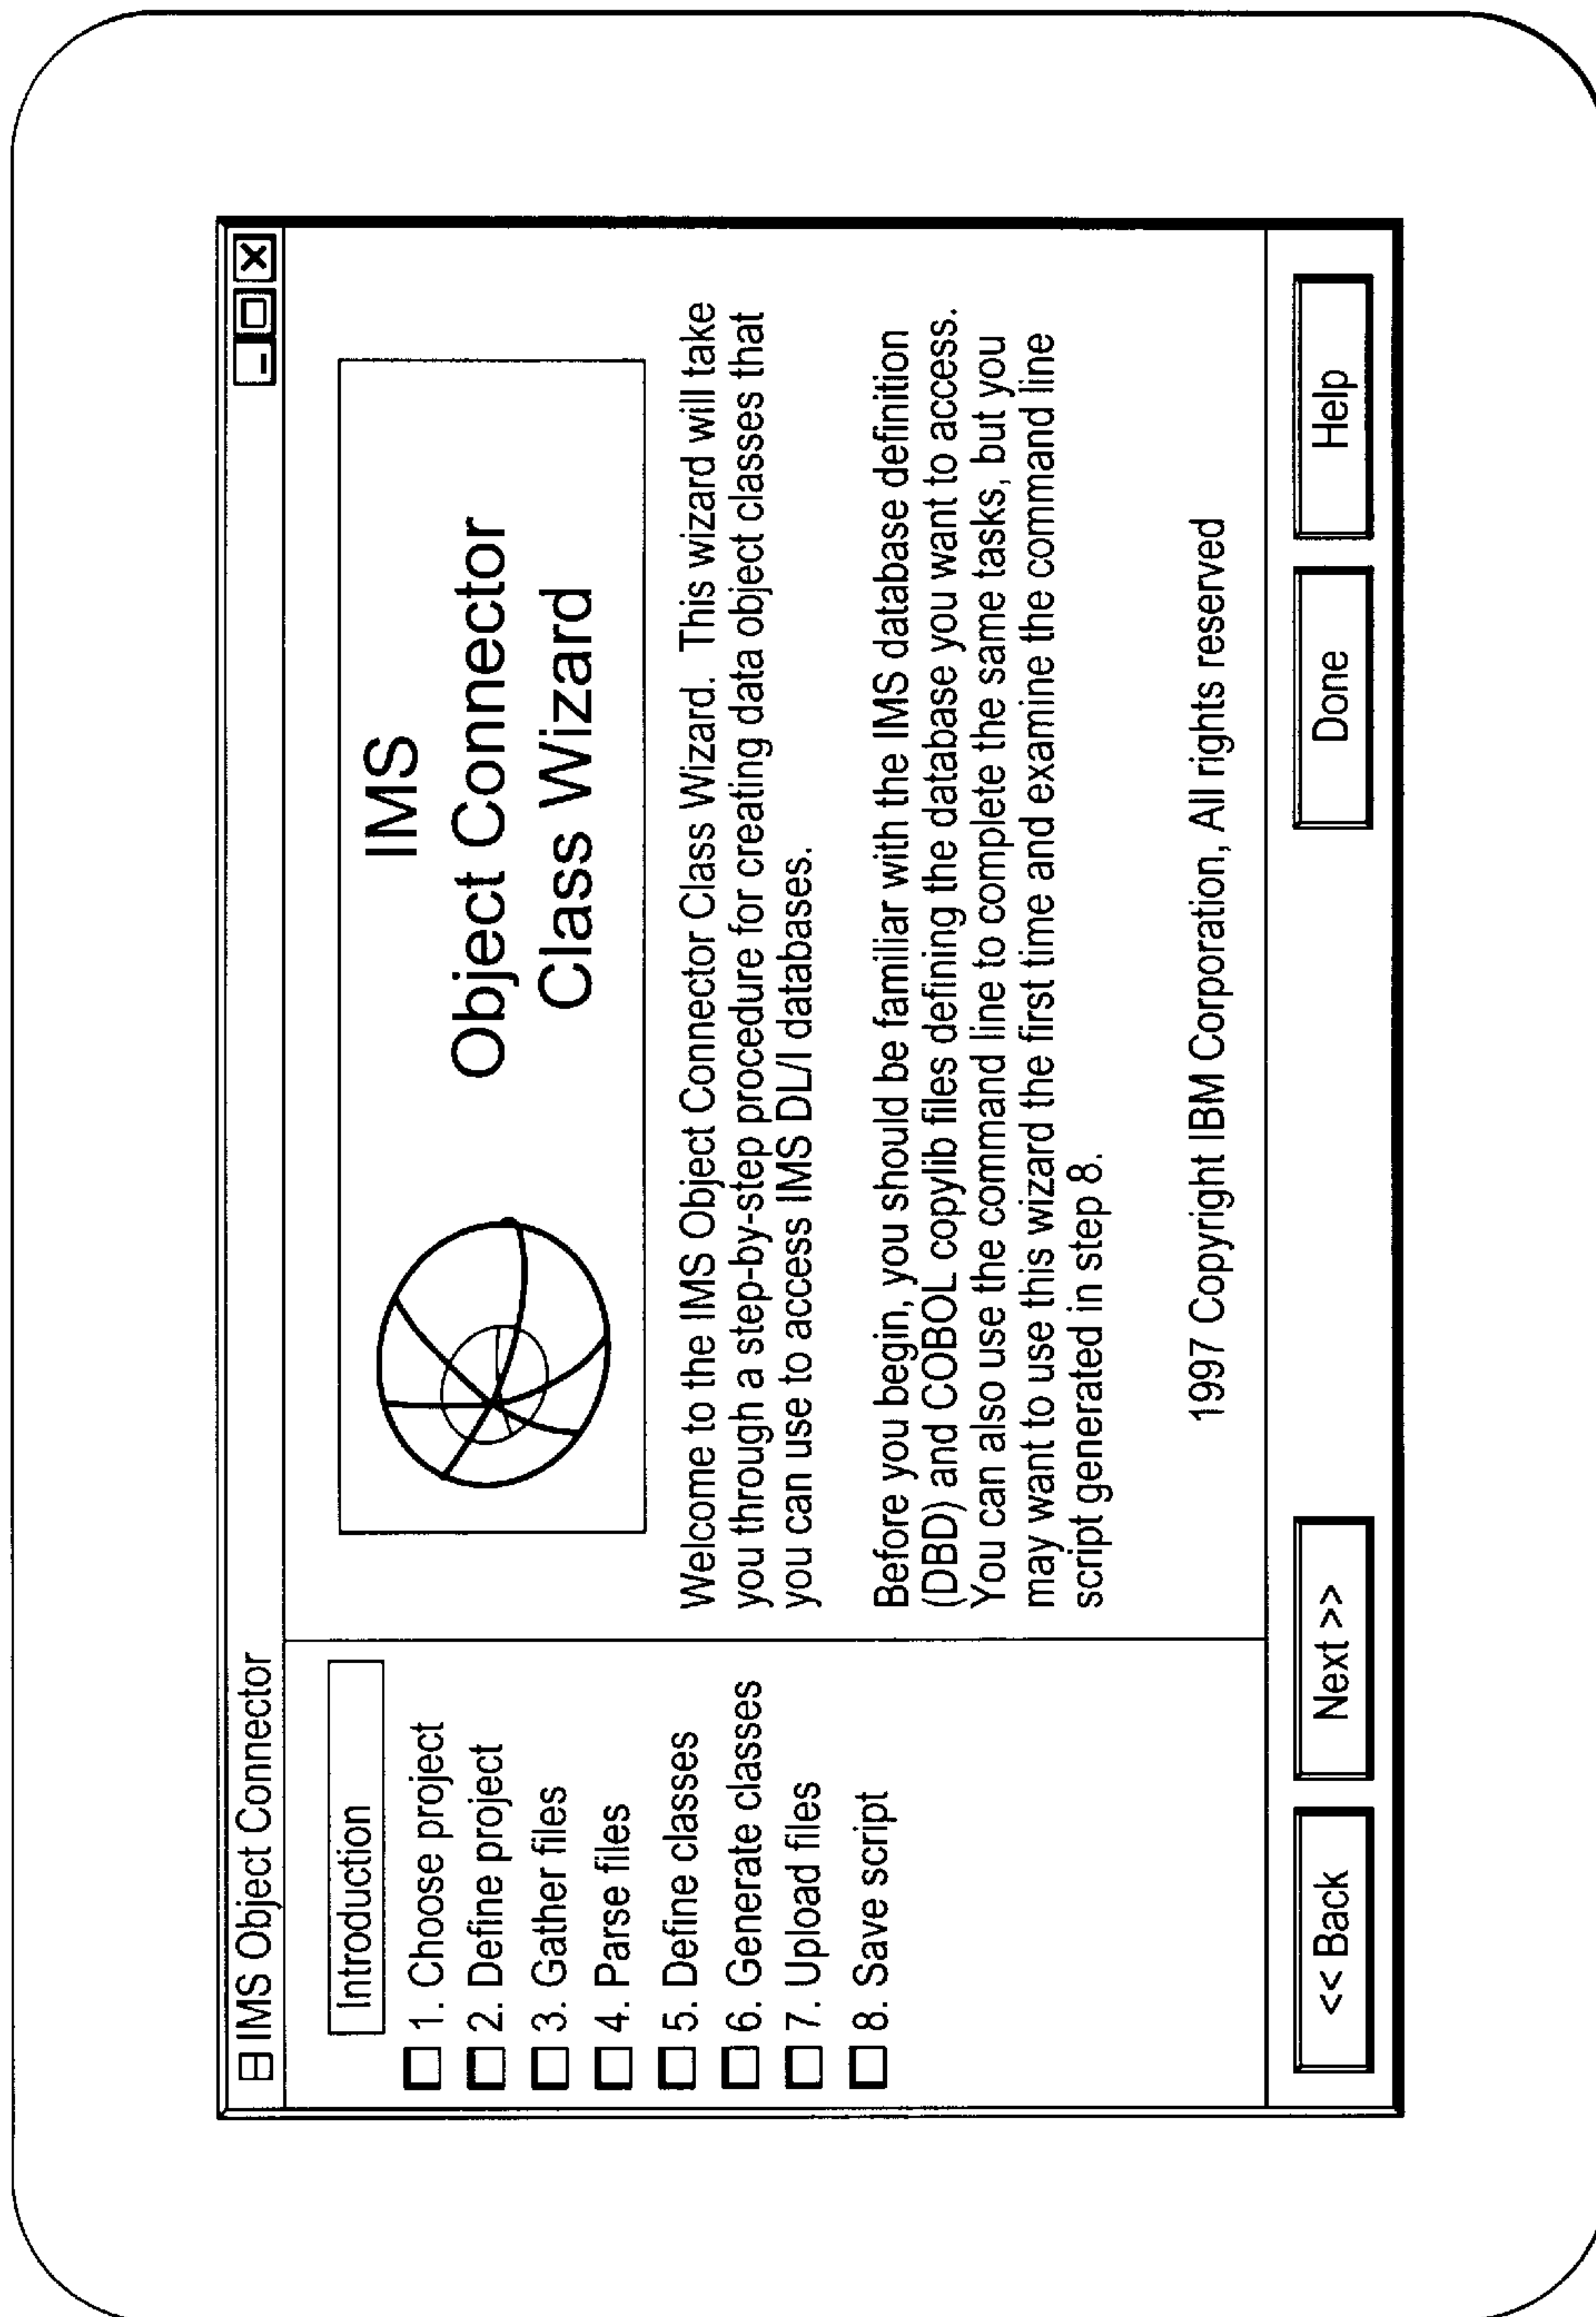 IMS Object Connector
Introduction
1. Choose project
2. Define project
3. Gather files
4. Parse files
5. Define classes
6. Generate classes
7. Upload files
8. Save script
IMS
Object Connector
Class Wizard
Welcome to the IMS Object Connector Class Wizard. This wizard will take
you through a step-by-step procedure for creating data object classes that
you can use to access IMS DL/I databases.
Before you begin, you should be familiar with the IMS database definition
(DBD) and COBOL copylib files defining the database you want to access.
You can also use the command line to complete the same tasks, but you
may want to use this wizard the first time and examine the command line
script generated in step 8.
1997 Copyright IBM Corporation, All rights reserved
<< Back
Next >>
Done
Help